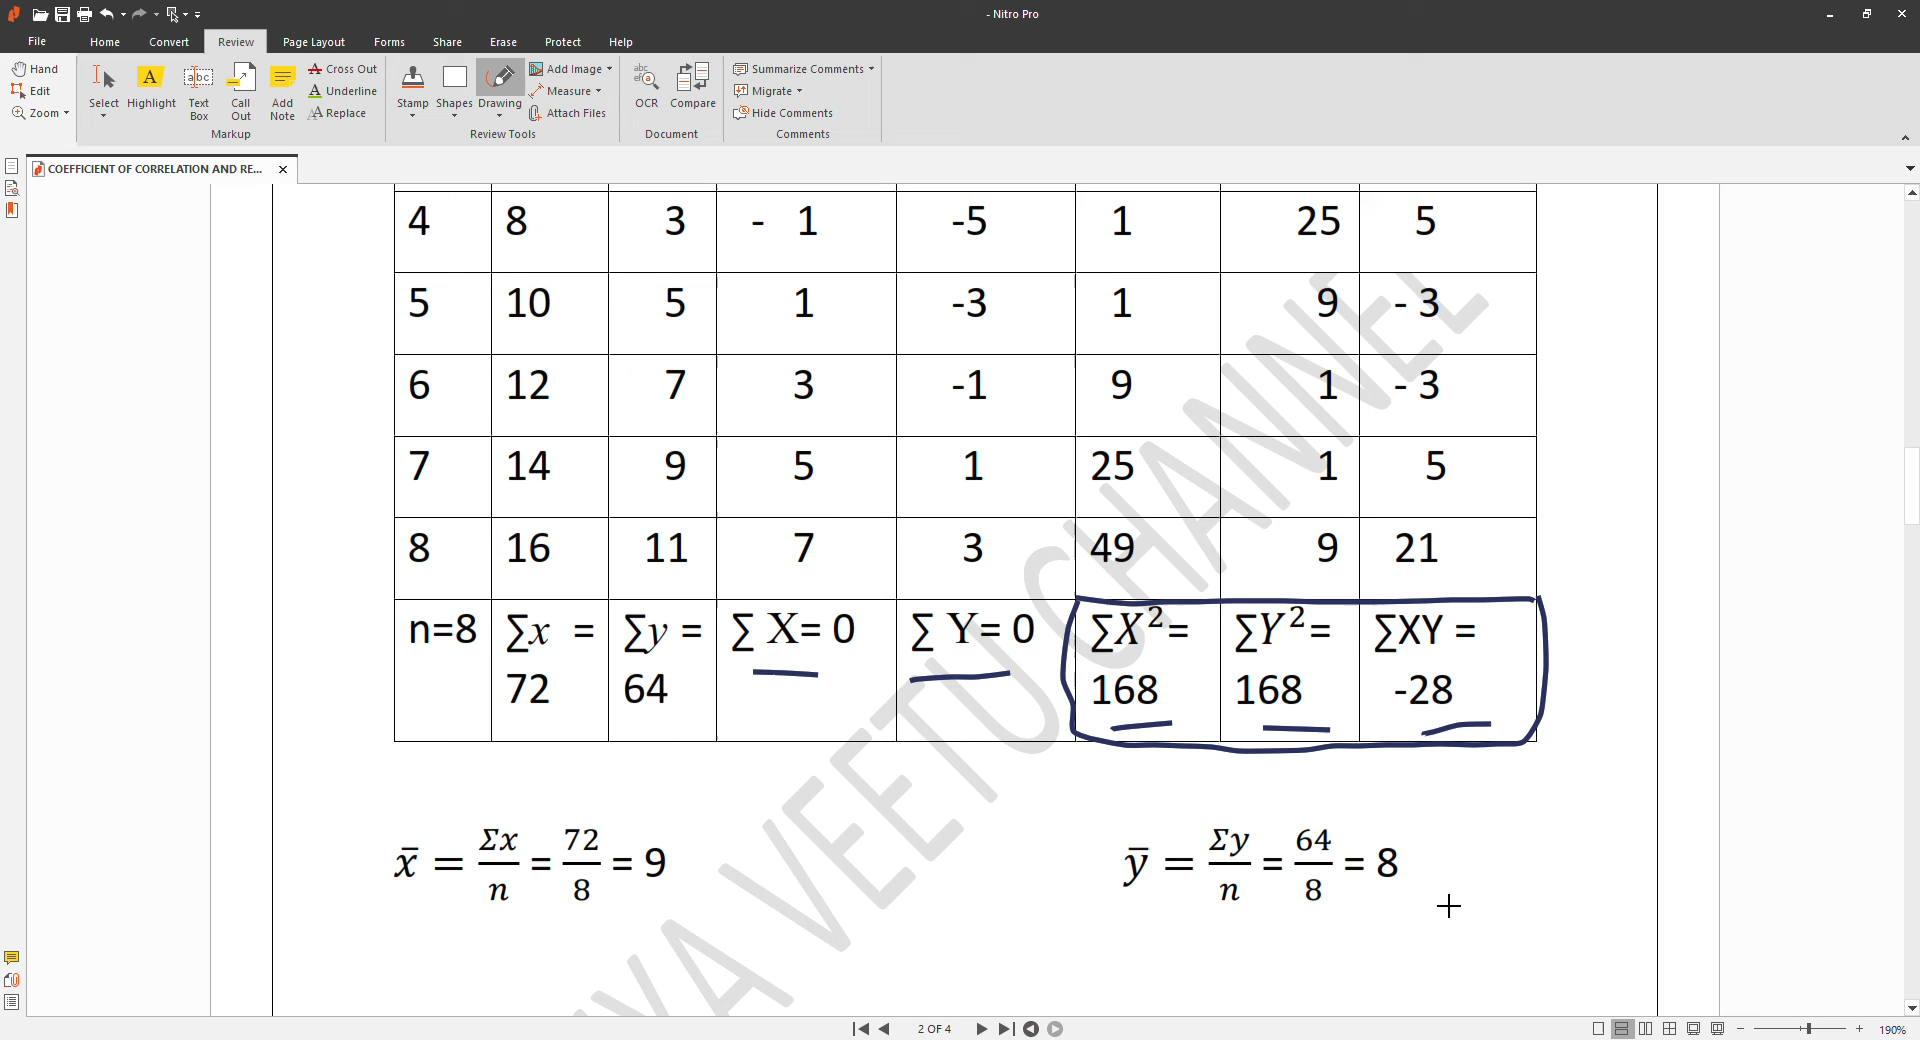 - Nitro Pro
File Home Convert Review Page Layout Forms Share Erase Protect Help
Hand
Edit
Zoom
Select
Highlight
Text Box
Call Out
Add Note
Cross Out
Underline
Replace
Markup
Stamp
Shapes
Drawing
Add Image
Measure
Attach Files
Review Tools
OCR
Compare
Document
Summarize Comments
Migrate
Hide Comments
Comments
COEFFICIENT OF CORRELATION AND RE...
4 8 3 - 1 -5 1 25 5
5 10 5 1 -3 1 9 - 3
6 12 7 3 -1 9 1 - 3
7 14 9 5 1 25 1 5
8 16 11 7 3 49 9 21
n=8 ∑x = ∑y = ∑ X= 0 ∑ Y= 0 ∑X²= ∑Y²= ∑XY =
72 64 168 168 -28
x̄ = Σx/n = 72/8 = 9 ȳ = Σy/n = 64/8 = 8
YA VEETU CHANNEL
2 OF 4
190%